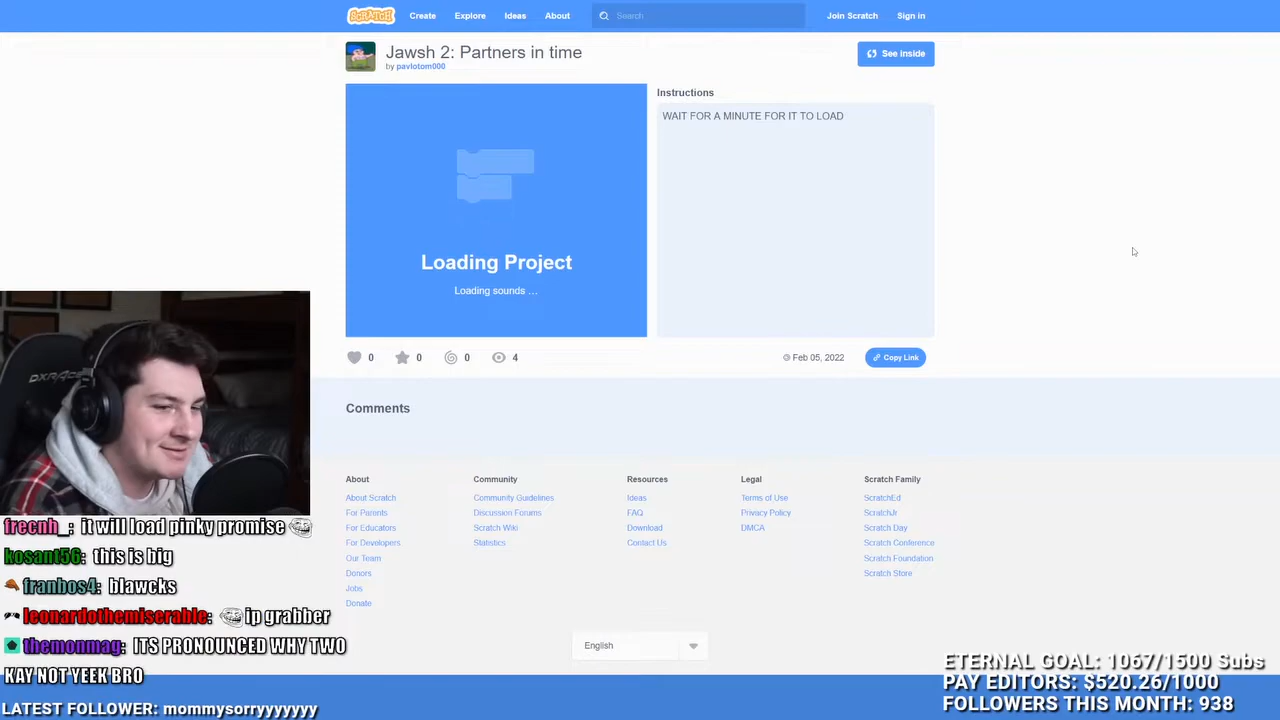 SCRATCH Create Explore Ideas About Search Join Scratch Sign in
Jawsh 2: Partners in time
by pavlotom000
See inside
Instructions
WAIT FOR A MINUTE FOR IT TO LOAD
Loading Project
Loading sounds …
0 0 0 4
Feb 05, 2022 Copy Link
Comments
About Community Resources Legal Scratch Family
About Scratch Community Guidelines Ideas Terms of Use ScratchEd
For Parents Discussion Forums FAQ Privacy Policy ScratchJr
For Educators Scratch Wiki Download DMCA Scratch Day
For Developers Statistics Contact Us Scratch Conference
Our Team Scratch Foundation
Donors Scratch Store
Jobs
Donate
English
DXRACER
frecnh_: it will load pinky promise
kosant56: this is big
franbos4: blawcks
leonardothemiserable: ip grabber
themonmag: ITS PRONOUNCED WHY TWO
KAY NOT YEEK BRO
LATEST FOLLOWER: mommysorryyyyyyy
ETERNAL GOAL: 1067/1500 Subs
PAY EDITORS: $520.26/1000
FOLLOWERS THIS MONTH: 938